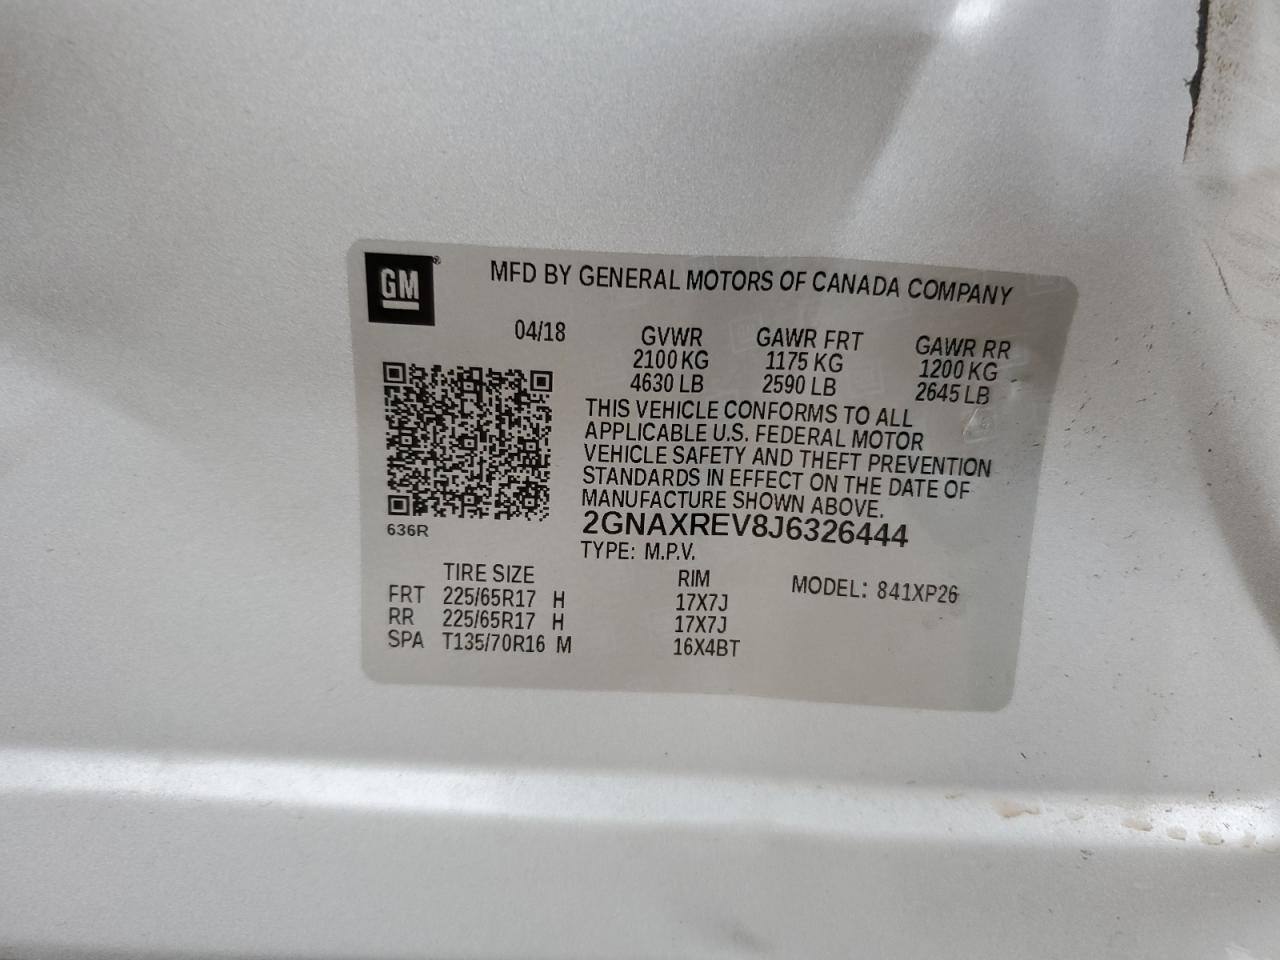 GM®
MFD BY GENERAL MOTORS OF CANADA COMPANY
04/18 GVWR GAWR FRT GAWR RR
2100 KG 1175 KG 1200 KG
4630 LB 2590 LB 2645 LB
THIS VEHICLE CONFORMS TO ALL
APPLICABLE U.S. FEDERAL MOTOR
VEHICLE SAFETY AND THEFT PREVENTION
STANDARDS IN EFFECT ON THE DATE OF
MANUFACTURE SHOWN ABOVE.
636R
2GNAXREV8J6326444
TYPE: M.P.V.
TIRE SIZE RIM MODEL: 841XP26
FRT 225/65R17 H 17X7J
RR 225/65R17 H 17X7J
SPA T135/70R16 M 16X4BT